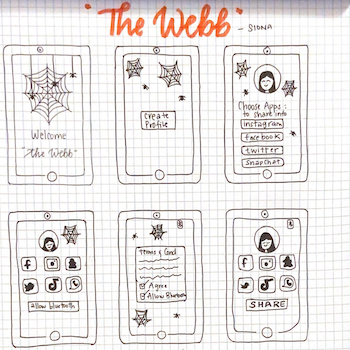 "The Webb"
- SIONA
Welcome
"The Webb"
Create
Profile
Choose Apps:
to share info
instagram
facebook
twitter
snapchat
allow bluetooth
Terms & Cond
Agree
Allow Bluetooth
SHARE